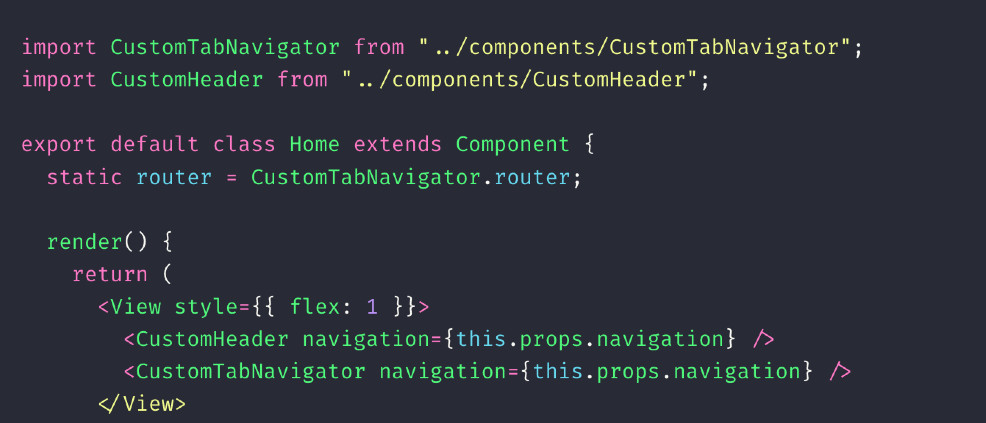 import CustomTabNavigator from "../components/CustomTabNavigator";
import CustomHeader from "../components/CustomHeader";
export default class Home extends Component {
static router = CustomTabNavigator.router;
render() {
return (
<View style={{ flex: 1 }}>
<CustomHeader navigation={this.props.navigation} />
<CustomTabNavigator navigation={this.props.navigation} />
</View>